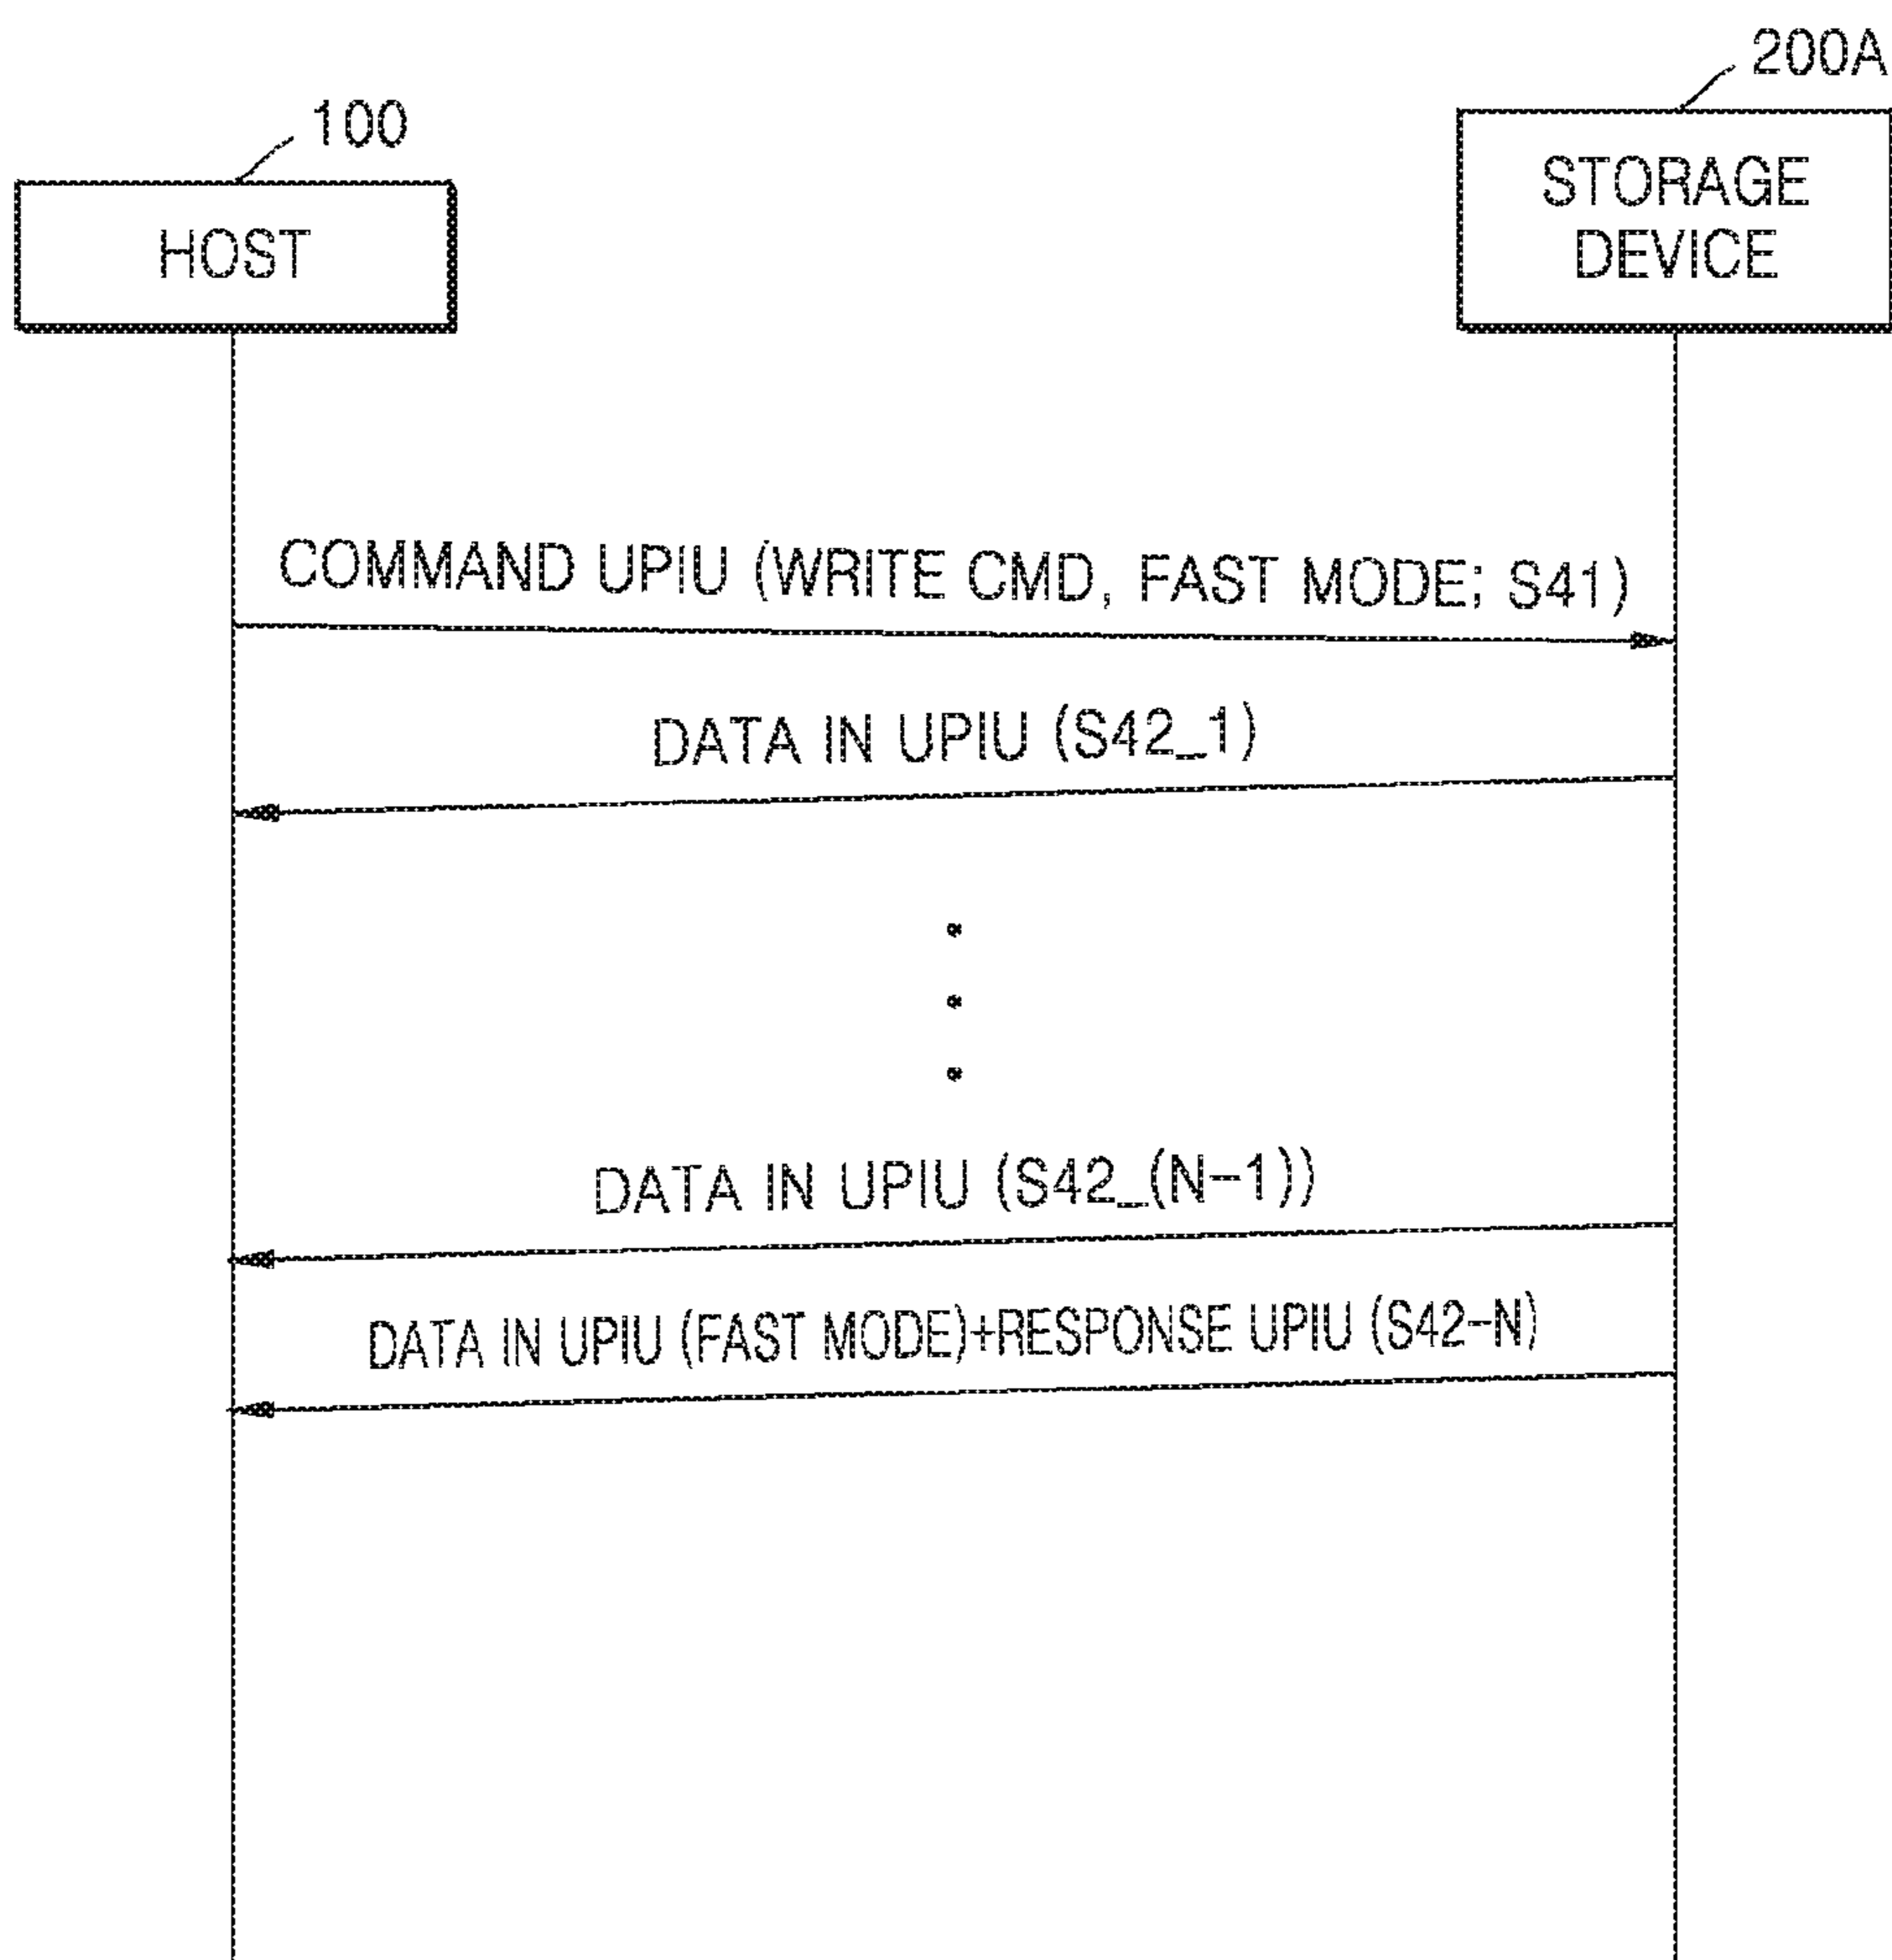 200A
100
STORAGE
DEVICE
HOST
COMMAND UPIU (WRITE CMD, FAST MODE; S41)
DATA IN UPIU (S42_1)
DATA IN UPIU (S42_(N-1))
DATA IN UPIU (FAST MODE)+RESPONSE UPIU (S42-N)